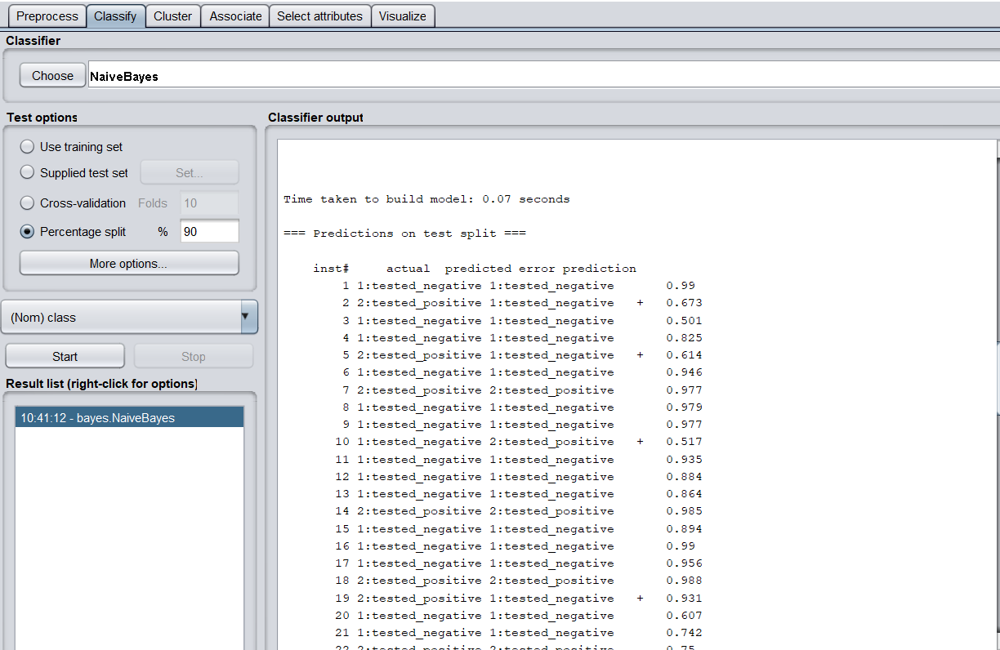 Preprocess Classify Cluster Associate Select attributes Visualize
Classifier
Choose NaiveBayes
Test options
Use training set
Supplied test set Set...
Cross-validation Folds 10
Percentage split % 90
More options...
(Nom) class
Start Stop
Result list (right-click for options)
10:41:12 - bayes.NaiveBayes
Classifier output
Time taken to build model: 0.07 seconds
=== Predictions on test split ===
inst# actual predicted error prediction
1 1:tested_negative 1:tested_negative 0.99
2 2:tested_positive 1:tested_negative + 0.673
3 1:tested_negative 1:tested_negative 0.501
4 1:tested_negative 1:tested_negative 0.825
5 2:tested_positive 1:tested_negative + 0.614
6 1:tested_negative 1:tested_negative 0.946
7 2:tested_positive 2:tested_positive 0.977
8 1:tested_negative 1:tested_negative 0.979
9 1:tested_negative 1:tested_negative 0.977
10 1:tested_negative 2:tested_positive + 0.517
11 1:tested_negative 1:tested_negative 0.935
12 1:tested_negative 1:tested_negative 0.884
13 1:tested_negative 1:tested_negative 0.864
14 2:tested_positive 2:tested_positive 0.985
15 1:tested_negative 1:tested_negative 0.894
16 1:tested_negative 1:tested_negative 0.99
17 1:tested_negative 1:tested_negative 0.956
18 2:tested_positive 2:tested_positive 0.988
19 2:tested_positive 1:tested_negative + 0.931
20 1:tested_negative 1:tested_negative 0.607
21 1:tested_negative 1:tested_negative 0.742
22 2:tested_positive 2:tested_positive 0.75